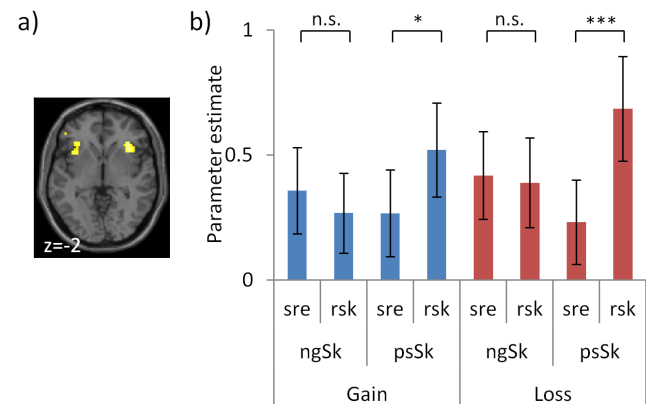 a)
z=-2
b)
n.s. * n.s. ***
Parameter estimate
1
0.5
0
sre rsk sre rsk sre rsk sre rsk
ngSk psSk ngSk psSk
Gain Loss